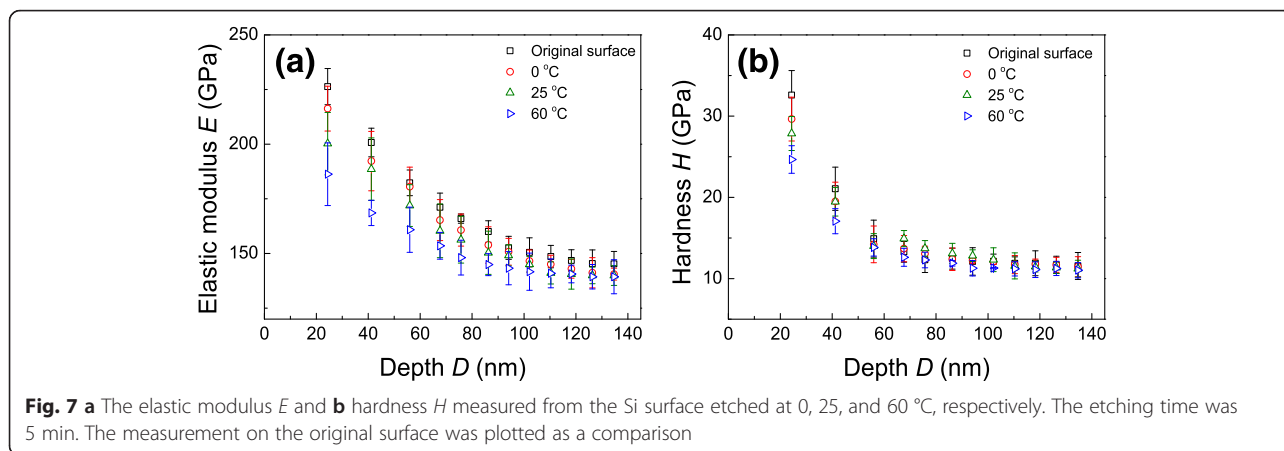 (a)
Elastic modulus E (GPa)
250
200
150
0 20 40 60 80 100 120 140
Depth D (nm)
Original surface
0 °C
25 °C
60 °C
(b)
Hardness H (GPa)
40
30
20
10
0 20 40 60 80 100 120 140
Depth D (nm)
Original surface
0 °C
25 °C
60 °C
Fig. 7 a The elastic modulus E and b hardness H measured from the Si surface etched at 0, 25, and 60 °C, respectively. The etching time was
5 min. The measurement on the original surface was plotted as a comparison